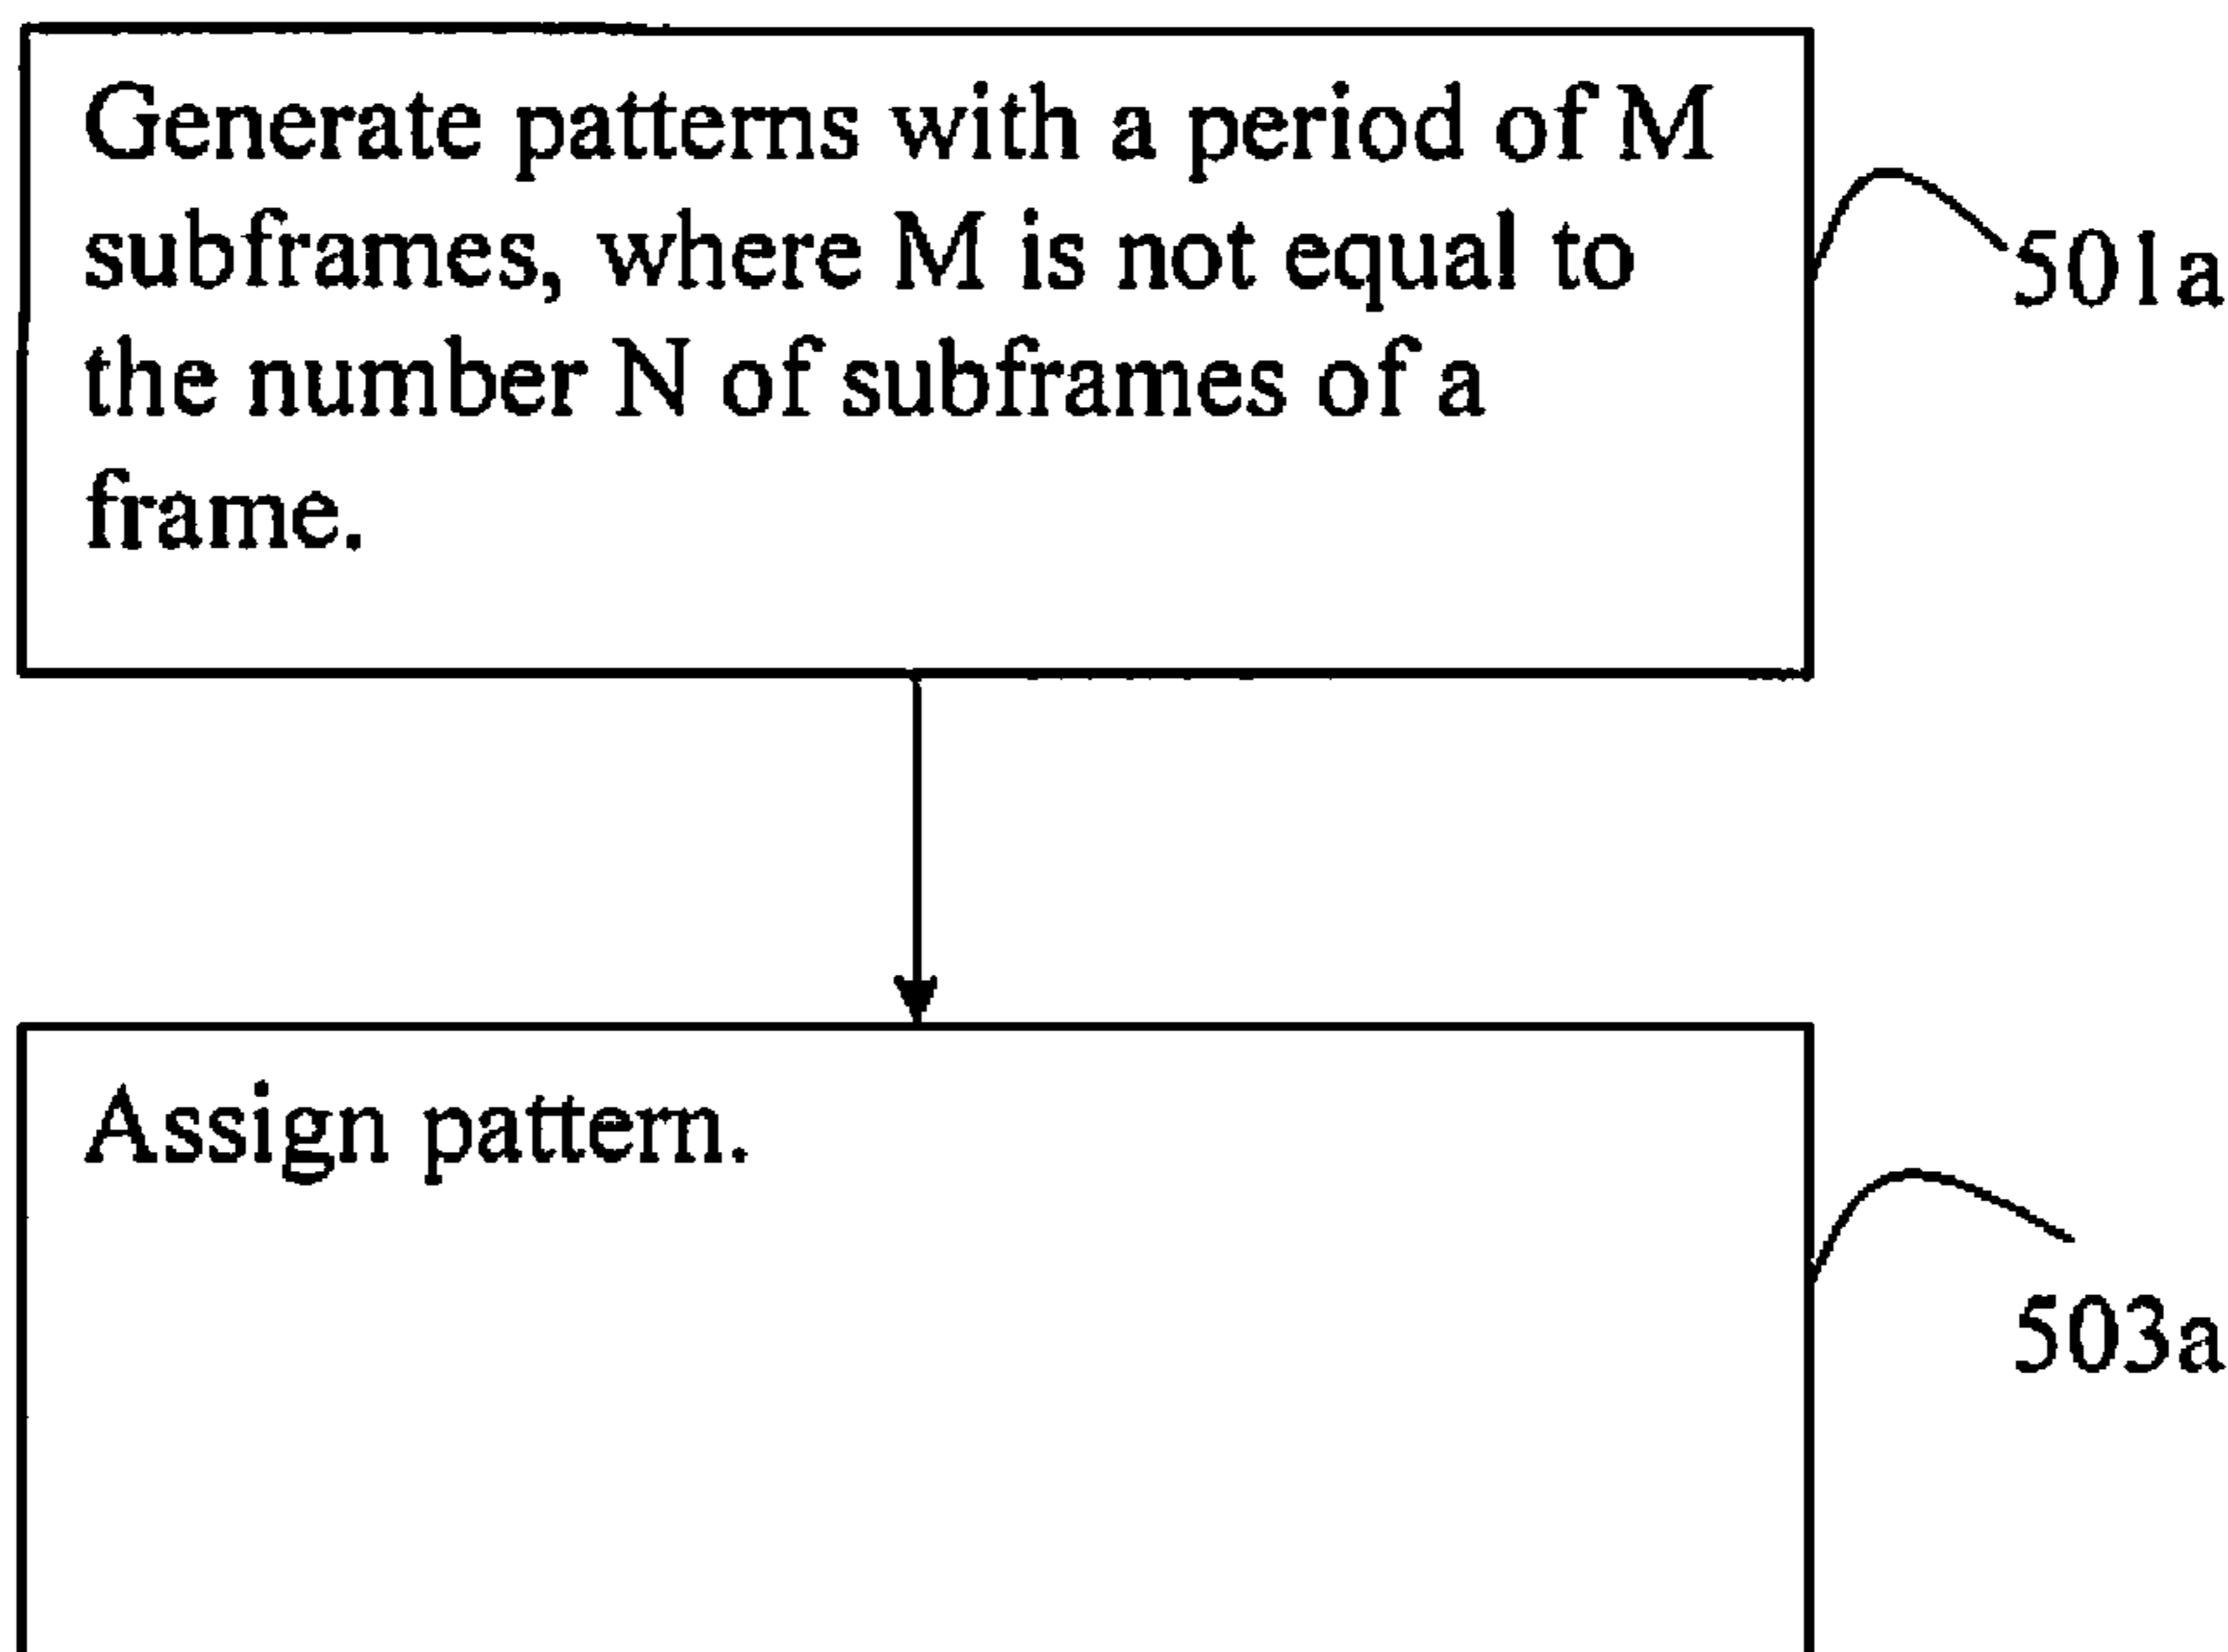 Generate patterns with a period of M
subframes, where M is not equal to
the number N of subframes of a
frame.
501a
Assign pattern.
503a